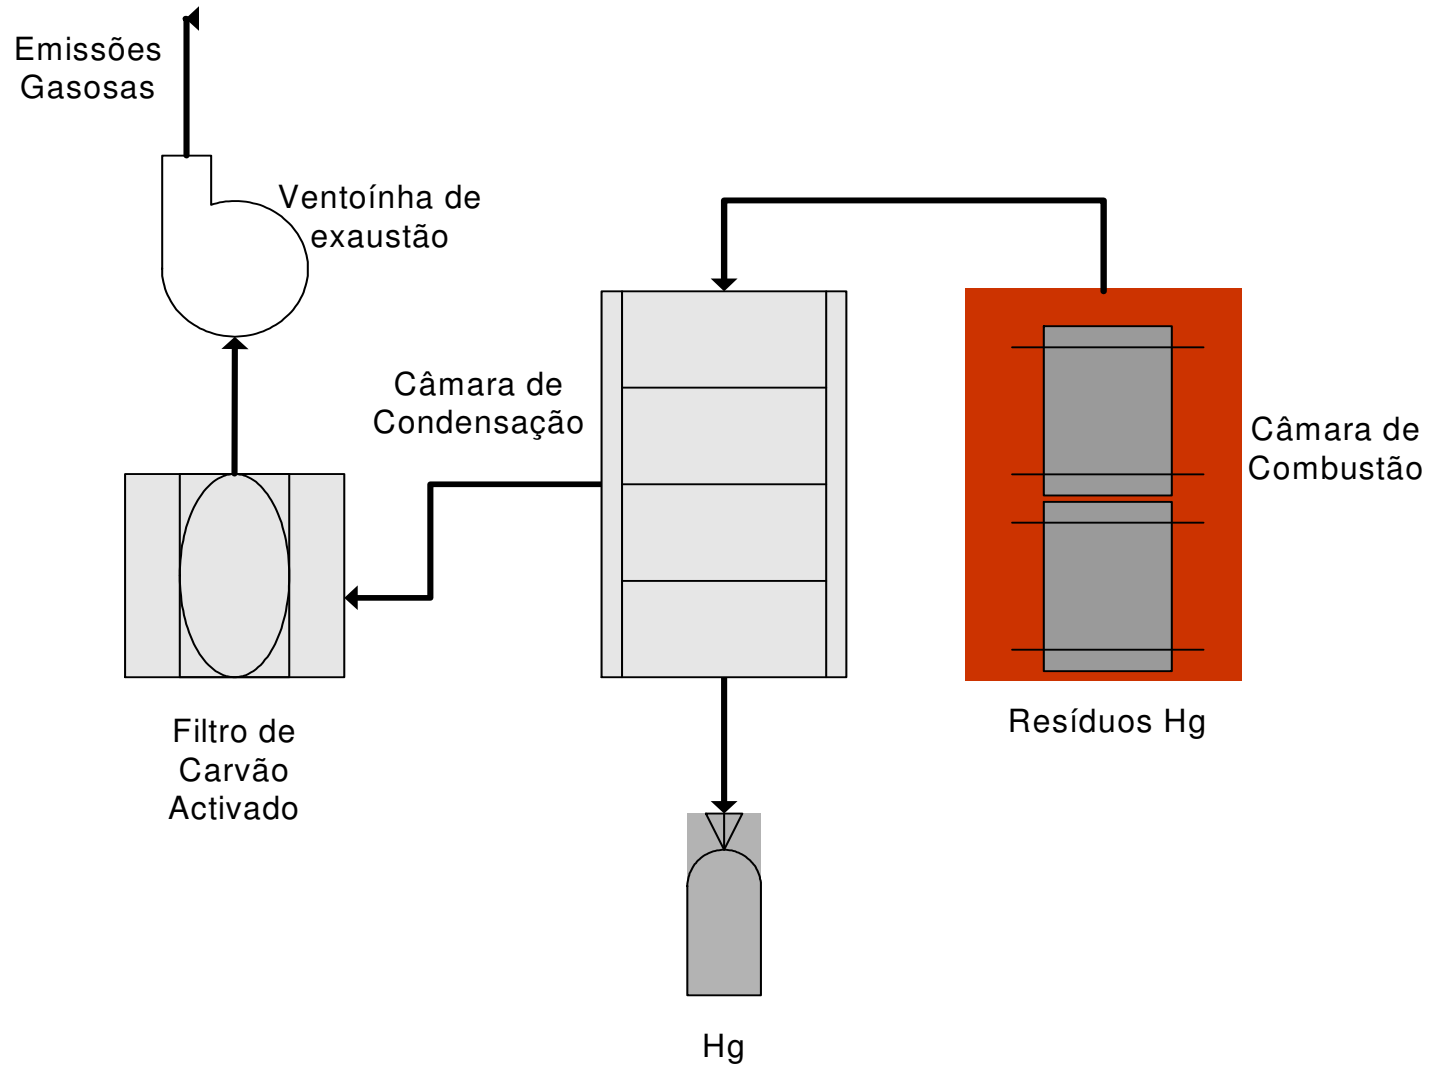 Emissões
Gasosas
Ventoínha de
exaustão
Câmara de
Condensação
Câmara de
Combustão
Filtro de
Carvão
Activado
Resíduos Hg
Hg